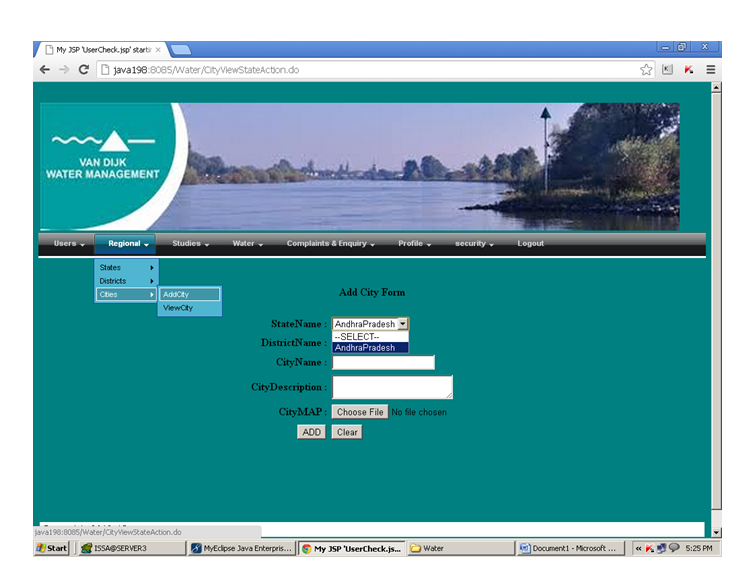 My JSP 'UserCheck.jsp' startir
java198:8085/Water/CityViewStateAction.do
VAN DIJK
WATER MANAGEMENT
Users Regional Studies Water Complaints & Enquiry Profile security Logout
States
Districts
Cities AddCity
ViewCity
Add City Form
StateName : AndhraPradesh
--SELECT--
AndhraPradesh
DistrictName :
CityName :
CityDescription :
CityMAP : Choose File No file chosen
ADD Clear
java198:8085/Water/CityViewStateAction.do
Start ISSA@SERVER3 MyEclipse Java Enterpris... My JSP 'UserCheck.js... Water Document1 - Microsoft ... 5:25 PM